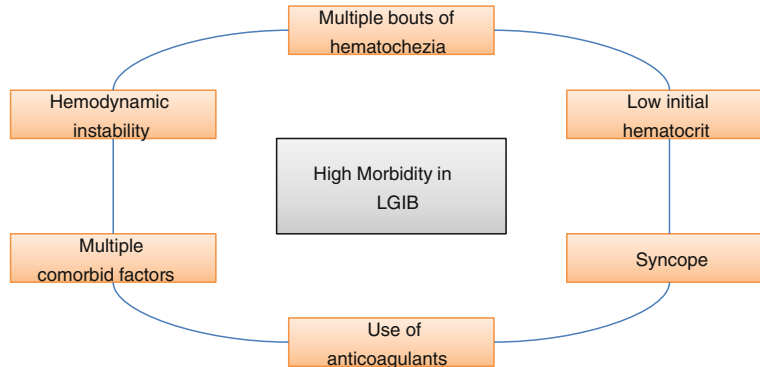 Multiple bouts of
hematochezia
Hemodynamic
instability
Low initial
hematocrit
High Morbidity in
LGIB
Multiple
comorbid factors
Syncope
Use of
anticoagulants